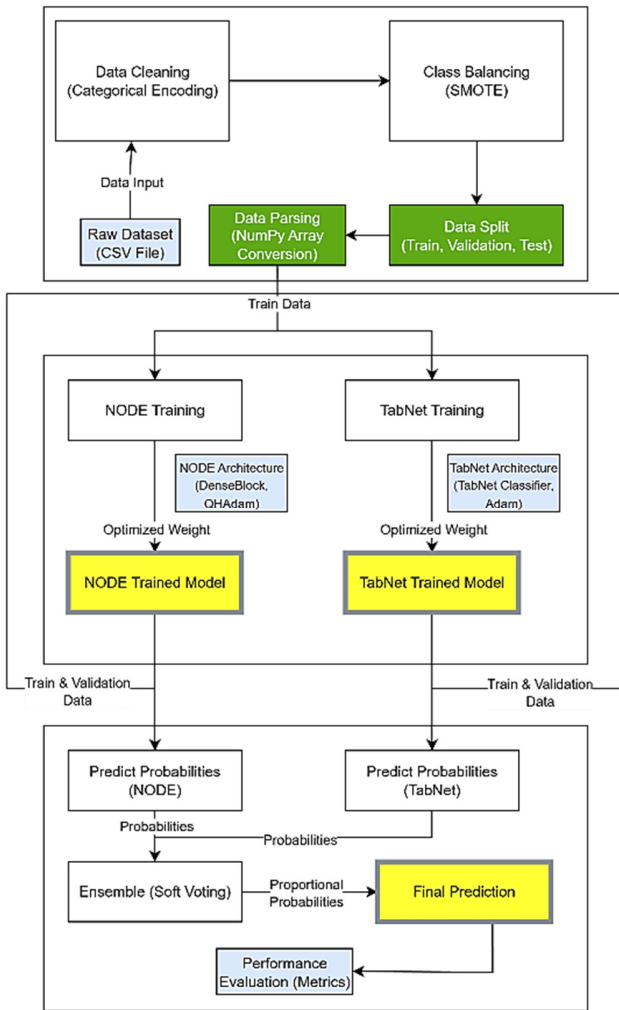 Data Cleaning
(Categorical Encoding)
Class Balancing
(SMOTE)
Data Input
Raw Dataset
(CSV File)
Data Parsing
(NumPy Array
Conversion)
Data Split
(Train, Validation, Test)
Train Data
NODE Training
TabNet Training
NODE Architecture
(DenseBlock,
QHAdam)
TabNet Architecture
(TabNet Classifier,
Adam)
Optimized Weight
Optimized Weight
NODE Trained Model
TabNet Trained Model
Train & Validation
Data
Train & Validation
Data
Predict Probabilities
(NODE)
Predict Probabilities
(TabNet)
Probabilities
Probabilities
Ensemble (Soft Voting)
Proportional
Probabilities
Final Prediction
Performance
Evaluation (Metrics)